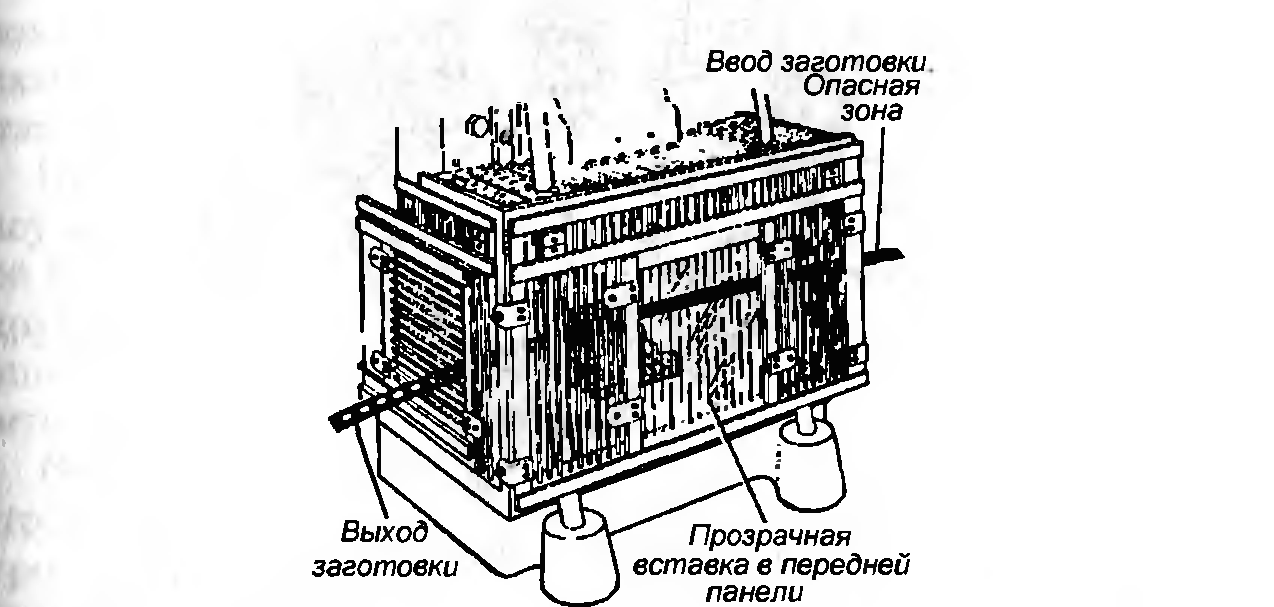 Ввод заготовки
Опасная
зона
Выход
заготовки
Прозрачная
вставка в передней
панели